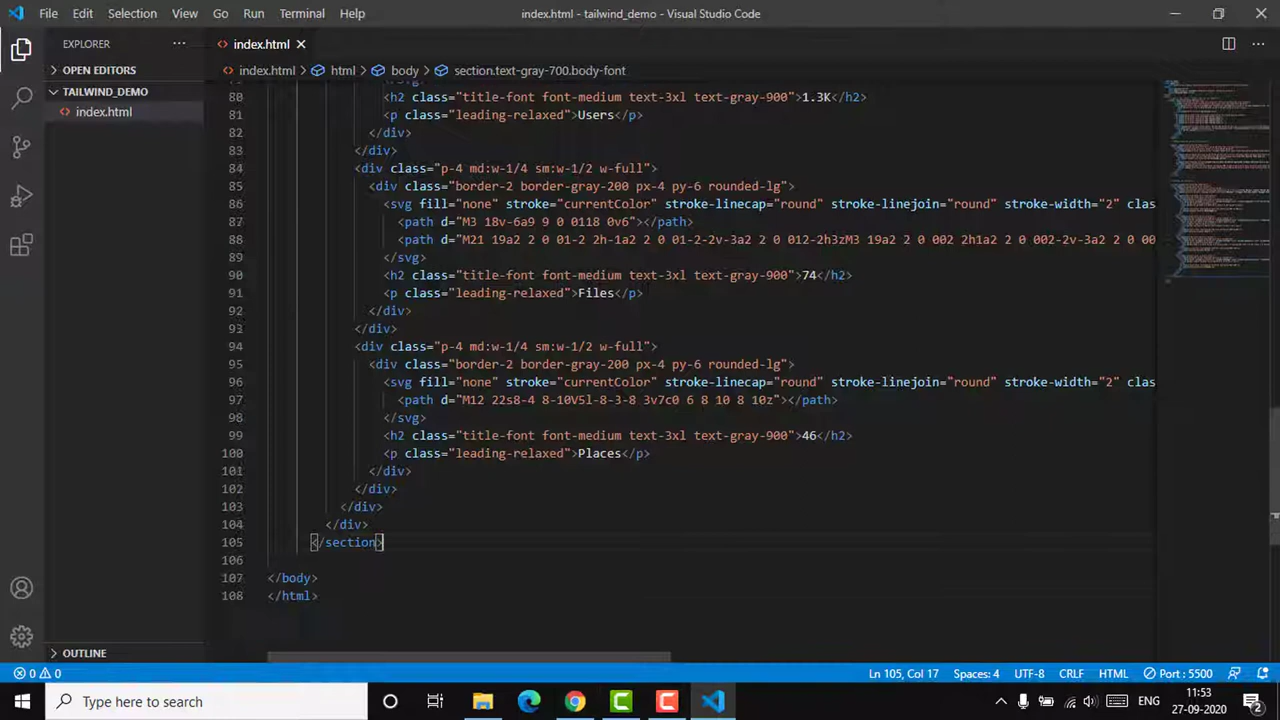 File Edit Selection View Go Run Terminal Help
index.html - tailwind_demo - Visual Studio Code
EXPLORER
index.html
OPEN EDITORS
index.html > html > body > section.text-gray-700.body-font
TAILWIND_DEMO
index.html
80 <h2 class="title-font font-medium text-3xl text-gray-900">1.3K</h2>
81 <p class="leading-relaxed">Users</p>
82 </div>
83 </div>
84 <div class="p-4 md:w-1/4 sm:w-1/2 w-full">
85 <div class="border-2 border-gray-200 px-4 py-6 rounded-lg">
86 <svg fill="none" stroke="currentColor" stroke-linecap="round" stroke-linejoin="round" stroke-width="2" clas
87 <path d="M3 18v-6a9 9 0 0118 0v6"></path>
88 <path d="M21 19a2 2 0 01-2 2h-1a2 2 0 01-2-2v-3a2 2 0 012-2h3zM3 19a2 2 0 002 2h1a2 2 0 002-2v-3a2 2 0 00
89 </svg>
90 <h2 class="title-font font-medium text-3xl text-gray-900">74</h2>
91 <p class="leading-relaxed">Files</p>
92 </div>
93 </div>
94 <div class="p-4 md:w-1/4 sm:w-1/2 w-full">
95 <div class="border-2 border-gray-200 px-4 py-6 rounded-lg">
96 <svg fill="none" stroke="currentColor" stroke-linecap="round" stroke-linejoin="round" stroke-width="2" clas
97 <path d="M12 22s8-4 8-10V5l-8-3-8 3v7c0 6 8 10 8 10z"></path>
98 </svg>
99 <h2 class="title-font font-medium text-3xl text-gray-900">46</h2>
100 <p class="leading-relaxed">Places</p>
101 </div>
102 </div>
103 </div>
104 </div>
105 </section>
106
107 </body>
108 </html>
OUTLINE
0 0
Ln 105, Col 17 Spaces: 4 UTF-8 CRLF HTML Port : 5500
Type here to search
ENG
11:53
27-09-2020
2